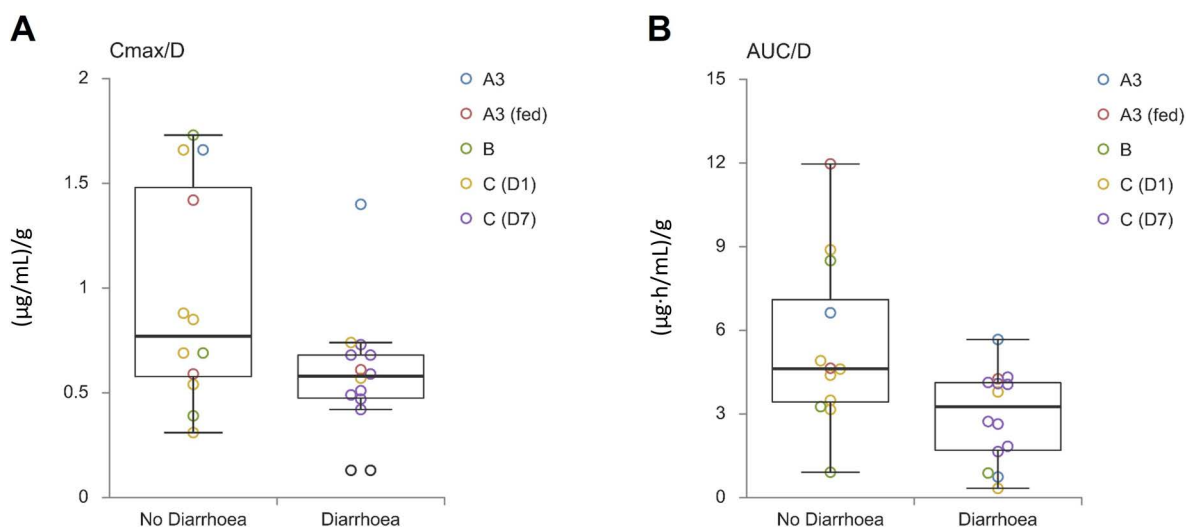 A
Cmax/D
2
1.5
1
0.5
0
(µg/mL)/g
No Diarrhoea
Diarrhoea
A3
A3 (fed)
B
C (D1)
C (D7)
B
AUC/D
15
12
9
6
3
0
(µg·h/mL)/g
No Diarrhoea
Diarrhoea
A3
A3 (fed)
B
C (D1)
C (D7)